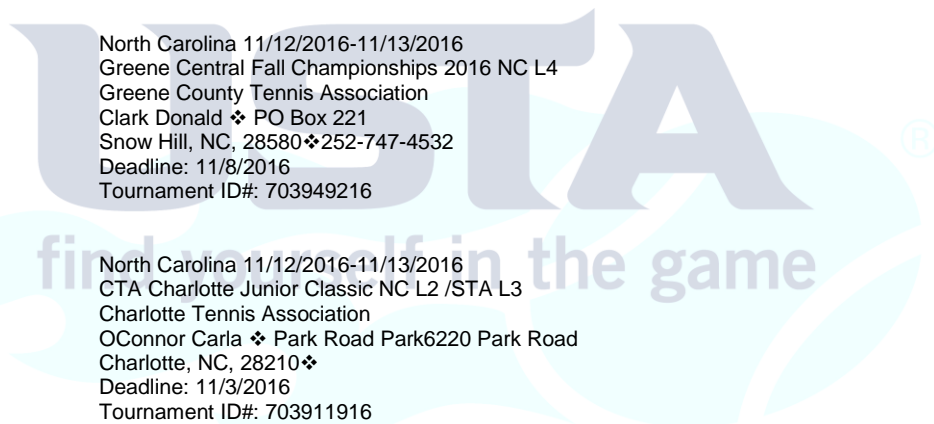 USTA
®
find yourself in the game
North Carolina 11/12/2016-11/13/2016
Greene Central Fall Championships 2016 NC L4
Greene County Tennis Association
Clark Donald ❖ PO Box 221
Snow Hill, NC, 28580❖252-747-4532
Deadline: 11/8/2016
Tournament ID#: 703949216
North Carolina 11/12/2016-11/13/2016
CTA Charlotte Junior Classic NC L2 /STA L3
Charlotte Tennis Association
OConnor Carla ❖ Park Road Park6220 Park Road
Charlotte, NC, 28210❖
Deadline: 11/3/2016
Tournament ID#: 703911916